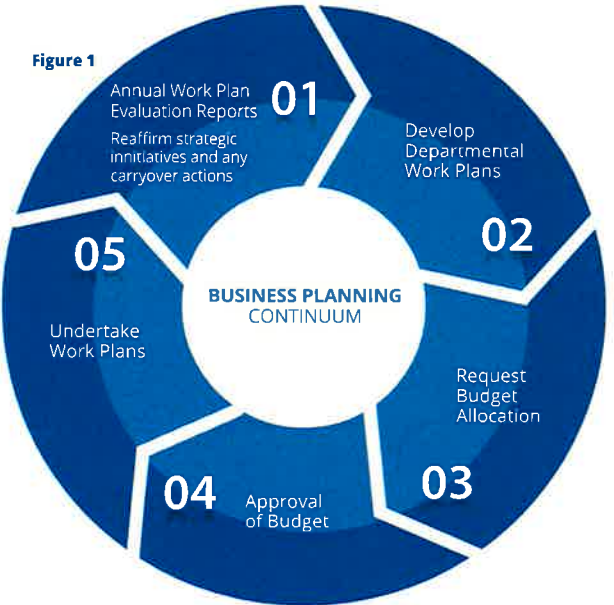 Figure 1
Annual Work Plan
Evaluation Reports
Reaffirm strategic
innitiatives and any
carryover actions
01
Develop
Departmental
Work Plans
02
Request
Budget
Allocation
03
04
Approval
of Budget
05
Undertake
Work Plans
BUSINESS PLANNING
CONTINUUM